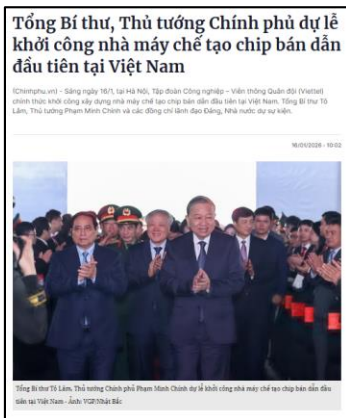 Tổng Bí thư, Thủ tướng Chính phủ dự lễ
khởi công nhà máy chế tạo chip bán dẫn
đầu tiên tại Việt Nam
(Chinhphu.vn) - Sáng ngày 16/1, tại Hà Nội, Tập đoàn Công nghiệp - Viễn thông Quân đội (Viettel)
chính thức khởi công xây dựng nhà máy chế tạo chip bán dẫn đầu tiên tại Việt Nam. Tổng Bí thư Tô
Lâm, Thủ tướng Phạm Minh Chính và các đồng chí lãnh đạo Đảng, Nhà nước dự sự kiện.
16/01/2026 - 10:02
Tổng Bí thư Tô Lâm, Thủ tướng Chính phủ Phạm Minh Chính dự lễ khởi công nhà máy chế tạo chip bán dẫn đầu
tiên tại Việt Nam - Ảnh: VGP/Nhật Bắc